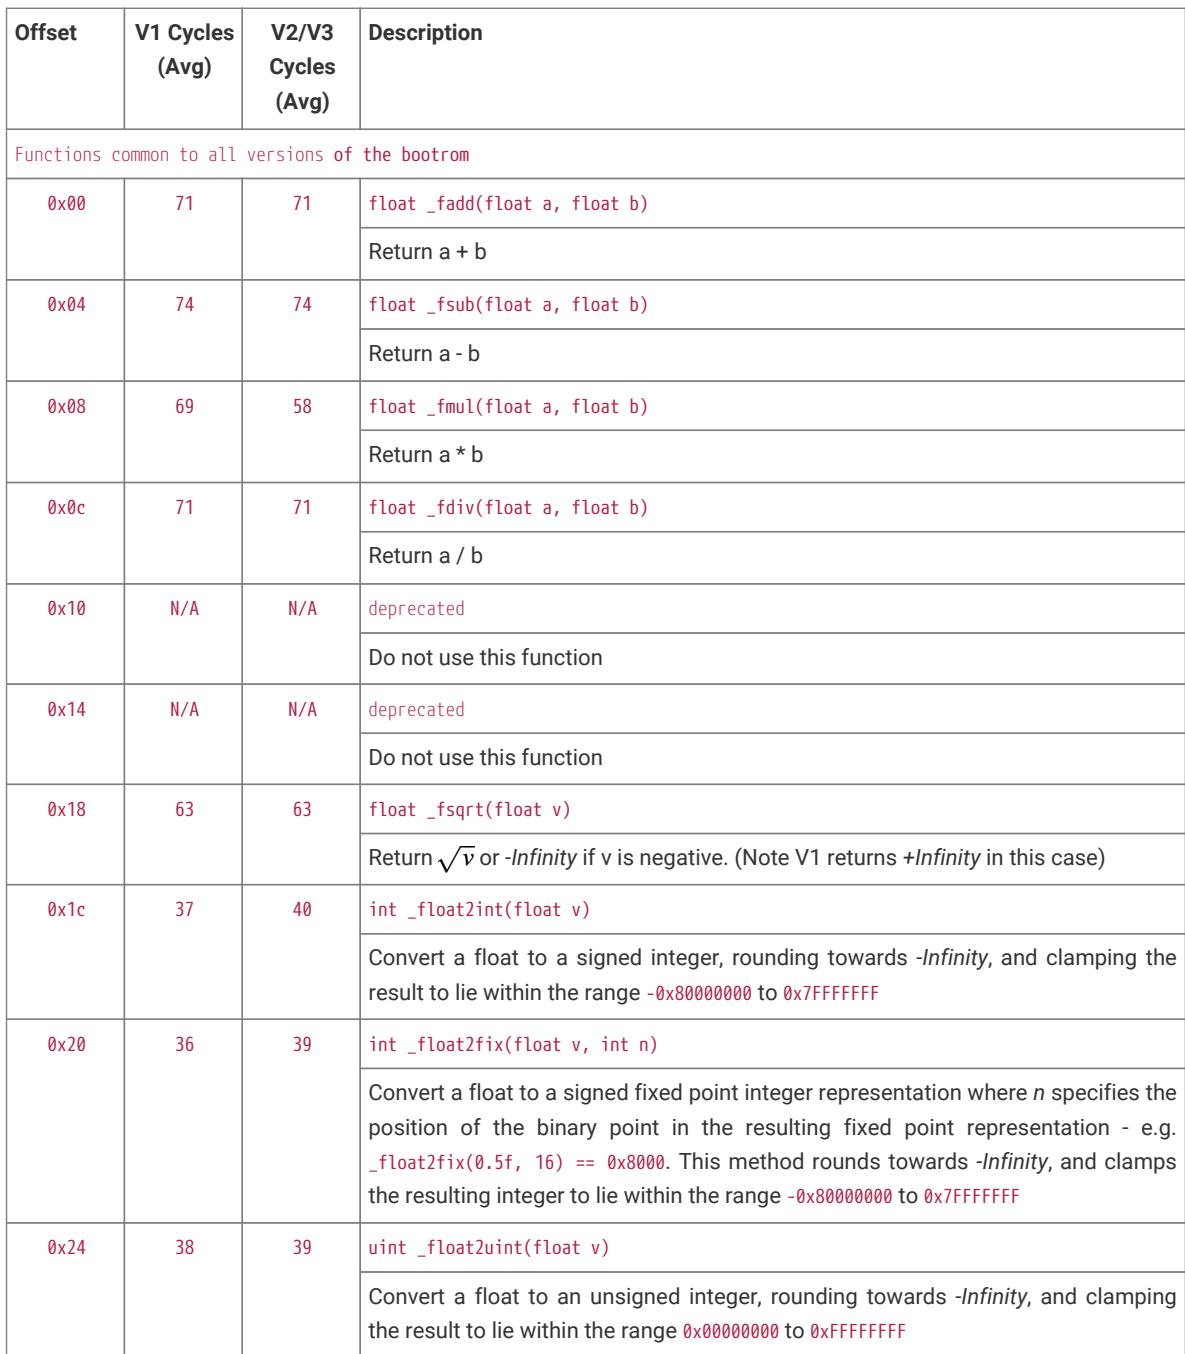 Offset V1 Cycles V2/V3 Description
(Avg) Cycles
(Avg)
Functions common to all versions of the bootrom
0x00 71 71 float _fadd(float a, float b)
Return a + b
0x04 74 74 float _fsub(float a, float b)
Return a - b
0x08 69 58 float _fmul(float a, float b)
Return a * b
0x0c 71 71 float _fdiv(float a, float b)
Return a / b
0x10 N/A N/A deprecated
Do not use this function
0x14 N/A N/A deprecated
Do not use this function
0x18 63 63 float _fsqrt(float v)
Return √v or -Infinity if v is negative. (Note V1 returns +Infinity in this case)
0x1c 37 40 int _float2int(float v)
Convert a float to a signed integer, rounding towards -Infinity, and clamping the
result to lie within the range -0x80000000 to 0x7FFFFFFF
0x20 36 39 int _float2fix(float v, int n)
Convert a float to a signed fixed point integer representation where n specifies the
position of the binary point in the resulting fixed point representation - e.g.
_float2fix(0.5f, 16) == 0x8000. This method rounds towards -Infinity, and clamps
the resulting integer to lie within the range -0x80000000 to 0x7FFFFFFF
0x24 38 39 uint _float2uint(float v)
Convert a float to an unsigned integer, rounding towards -Infinity, and clamping
the result to lie within the range 0x00000000 to 0xFFFFFFFF